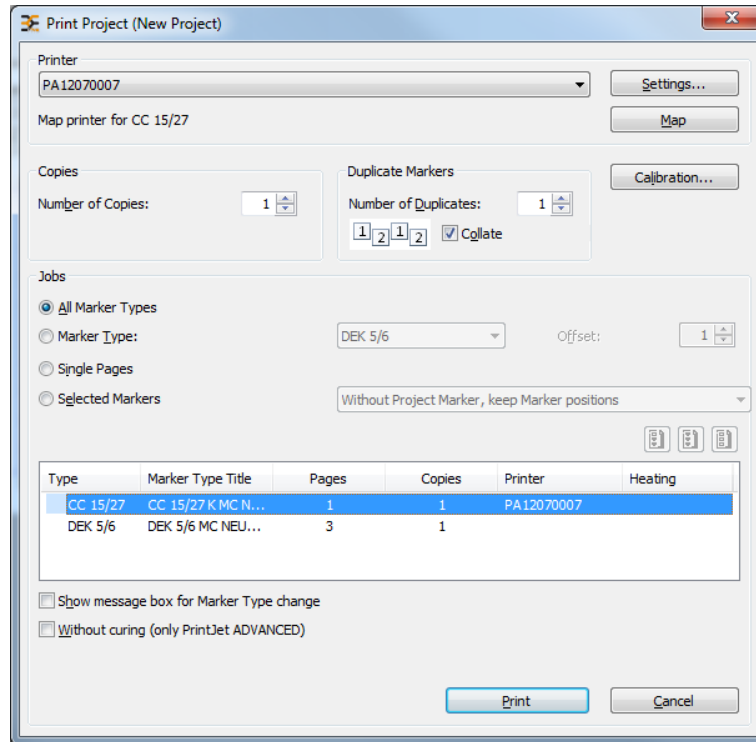 Print Project (New Project)
x
Printer
PA12070007
Settings...
Map printer for CC 15/27
Map
Copies
Duplicate Markers
Calibration...
Number of Copies:
1
Number of Duplicates:
1
1 2 1 2
Collate
Jobs
All Marker Types
Marker Type:
DEK 5/6
Offset:
1
Single Pages
Selected Markers
Without Project Marker, keep Marker positions
Type Marker Type Title Pages Copies Printer Heating
CC 15/27 CC 15/27 K MC N... 1 1 PA12070007
DEK 5/6 DEK 5/6 MC NEU... 3 1
Show message box for Marker Type change
Without curing (only PrintJet ADVANCED)
Print
Cancel